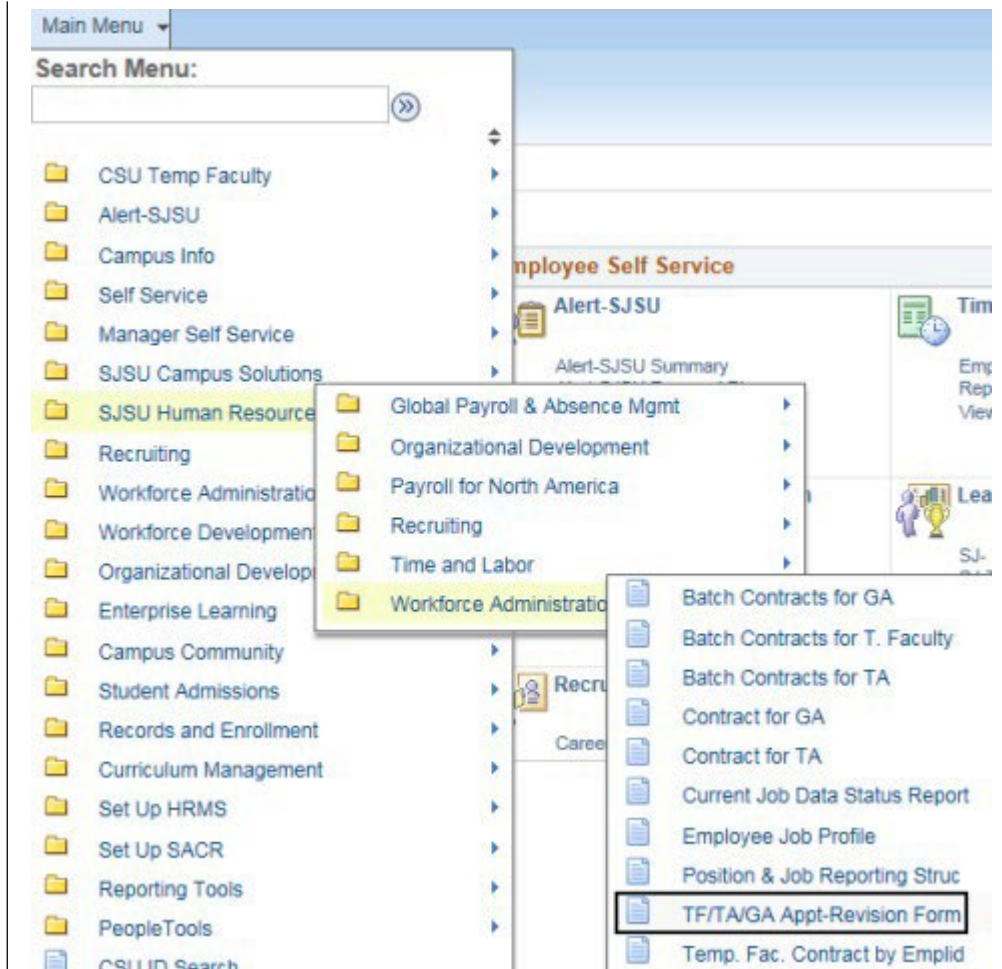 Main Menu
Search Menu:
CSU Temp Faculty
Alert-SJSU
Campus Info
Self Service
Manager Self Service
SJSU Campus Solutions
SJSU Human Resource
Recruiting
Workforce Administratio
Workforce Developmen
Organizational Develop
Enterprise Learning
Campus Community
Student Admissions
Records and Enrollment
Curriculum Management
Set Up HRMS
Set Up SACR
Reporting Tools
PeopleTools
CSU ID Search
Global Payroll & Absence Mgmt
Organizational Development
Payroll for North America
Recruiting
Time and Labor
Workforce Administratio
Batch Contracts for GA
Batch Contracts for T. Faculty
Batch Contracts for TA
Contract for GA
Contract for TA
Current Job Data Status Report
Employee Job Profile
Position & Job Reporting Struc
TF/TA/GA Appt-Revision Form
Temp. Fac. Contract by Emplid
mployee Self Service
Alert-SJSU
Alert-SJSU Summary
Tim
Emp
Rep
View
Lea
SJ-
Recru
Caree